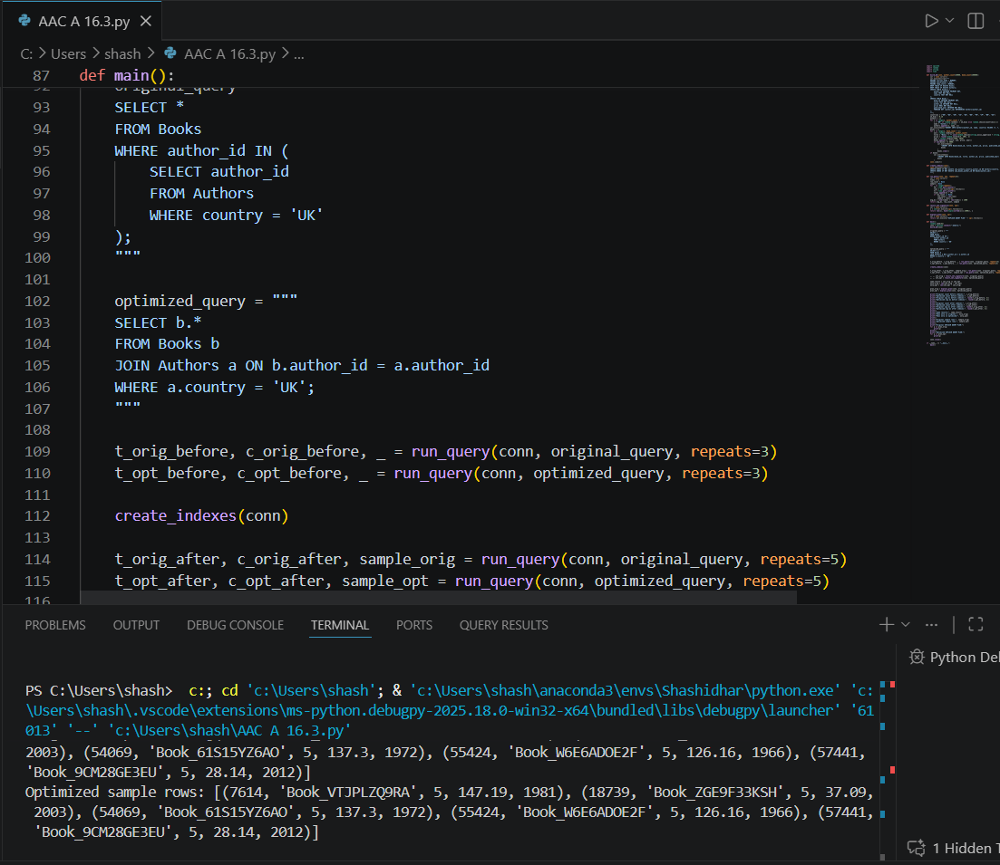 AAC A 16.3.py
C: > Users > shash > AAC A 16.3.py > ...
87 def main():
92 original_query
93 SELECT *
94 FROM Books
95 WHERE author_id IN (
96 SELECT author_id
97 FROM Authors
98 WHERE country = 'UK'
99 );
100 """
101
102 optimized_query = """
103 SELECT b.*
104 FROM Books b
105 JOIN Authors a ON b.author_id = a.author_id
106 WHERE a.country = 'UK';
107 """
108
109 t_orig_before, c_orig_before, _ = run_query(conn, original_query, repeats=3)
110 t_opt_before, c_opt_before, _ = run_query(conn, optimized_query, repeats=3)
111
112 create_indexes(conn)
113
114 t_orig_after, c_orig_after, sample_orig = run_query(conn, original_query, repeats=5)
115 t_opt_after, c_opt_after, sample_opt = run_query(conn, optimized_query, repeats=5)
116
PROBLEMS OUTPUT DEBUG CONSOLE TERMINAL PORTS QUERY RESULTS
Python Del
PS C:\Users\shash> c:; cd 'c:\Users\shash'; & 'c:\Users\shash\anaconda3\envs\Shashidhar\python.exe' 'c:
\Users\shash\.vscode\extensions\ms-python.debugpy-2025.18.0-win32-x64\bundled\libs\debugpy\launcher' '61
013' '--' 'c:\Users\shash\AAC A 16.3.py'
2003), (54069, 'Book_61S15YZ6AO', 5, 137.3, 1972), (55424, 'Book_W6E6ADOE2F', 5, 126.16, 1966), (57441,
'Book_9CM28GE3EU', 5, 28.14, 2012)]
Optimized sample rows: [(7614, 'Book_VTJPLZQ9RA', 5, 147.19, 1981), (18739, 'Book_ZGE9F33KSH', 5, 37.09,
2003), (54069, 'Book_61S15YZ6AO', 5, 137.3, 1972), (55424, 'Book_W6E6ADOE2F', 5, 126.16, 1966), (57441,
'Book_9CM28GE3EU', 5, 28.14, 2012)]
1 Hidden T